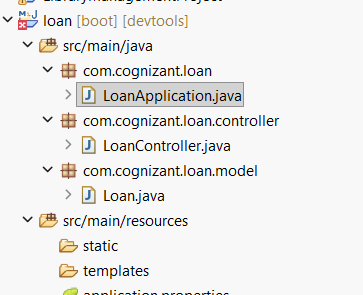 loan [boot] [devtools]
src/main/java
com.cognizant.loan
LoanApplication.java
com.cognizant.loan.controller
LoanController.java
com.cognizant.loan.model
Loan.java
src/main/resources
static
templates
application.properties